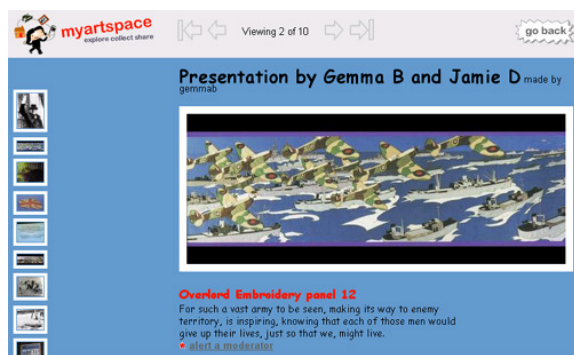 myartspace
explore collect share
Viewing 2 of 10
go back
Presentation by Gemma B and Jamie D made by
gemmab
Overlord Embroidery panel 12
For such a vast army to be seen, making its way to enemy
territory, is inspiring, knowing that each of those men would
give up their lives, just so that we, might live.
alert a moderator